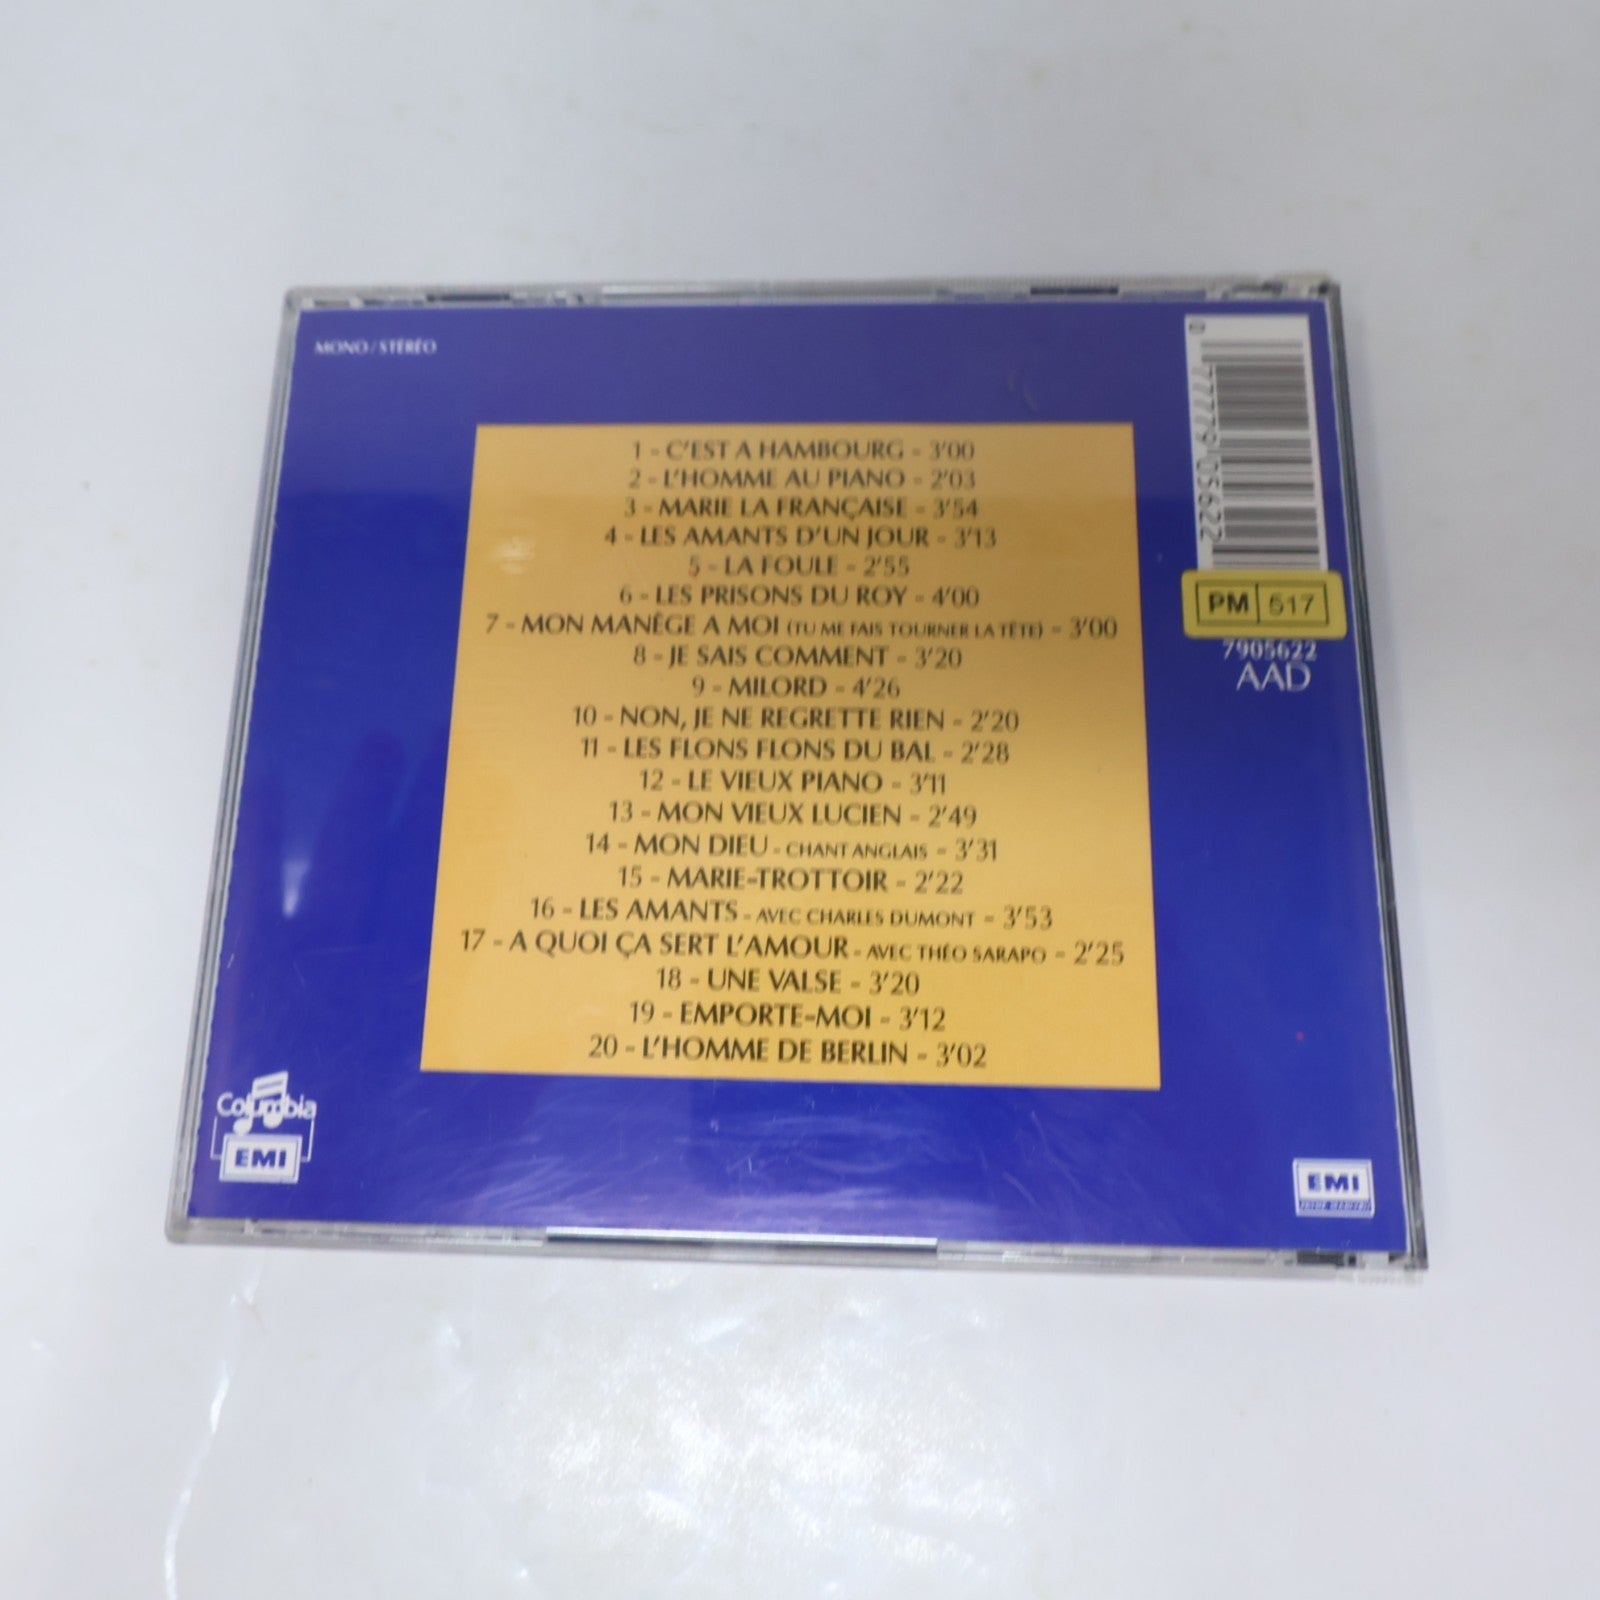 MONO/STÉRÉO
1 - C'EST A HAMBOURG - 3'00
2 - L'HOMME AU PIANO - 2'03
3 - MARIE LA FRANÇAISE - 3'54
4 - LES AMANTS D'UN JOUR - 3'13
5 - LA FOULE - 2'55
6 - LES PRISONS DU ROY - 4'00
7 - MON MANÈGE A MOI (TU ME FAIS TOURNER LA TÊTE) - 3'00
8 - JE SAIS COMMENT - 3'20
9 - MILORD - 4'26
10 - NON, JE NE REGRETTE RIEN - 2'20
11 - LES FLONS FLONS DU BAL - 2'28
12 - LE VIEUX PIANO - 3'11
13 - MON VIEUX LUCIEN - 2'49
14 - MON DIEU - CHANT ANGLAIS - 3'31
15 - MARIE-TROTTOIR - 2'22
16 - LES AMANTS - AVEC CHARLES DUMONT - 3'53
17 - A QUOI ÇA SERT L'AMOUR - AVEC THÉO SARAPO - 2'25
18 - UNE VALSE - 3'20
19 - EMPORTE-MOI - 3'12
20 - L'HOMME DE BERLIN - 3'02
0 77779 05622
PM 517
7905622
AAD
Columbia
EMI
EMI